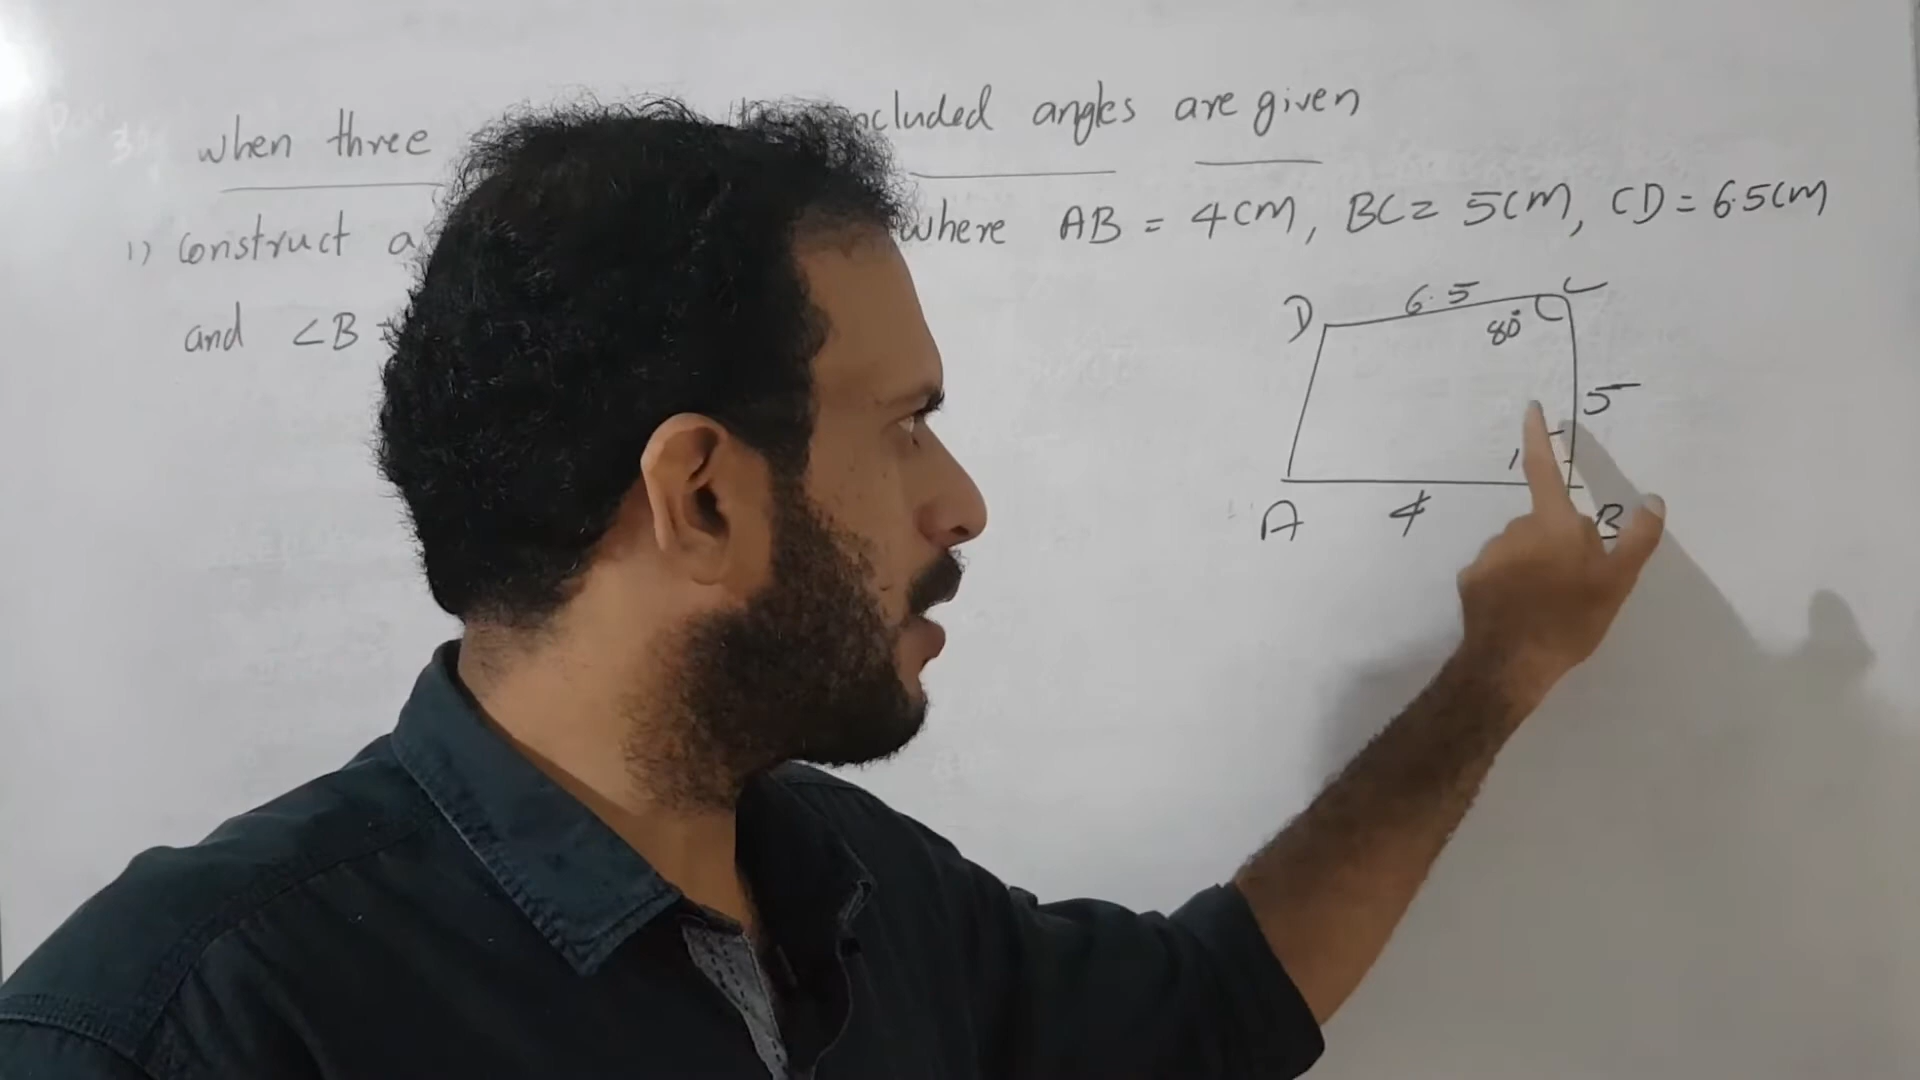 when three included angles are given
1) Construct a where AB = 4cm, BC = 5cm, CD = 6.5cm
and ∠B
D 6.5 C
80°
5
A 4 B